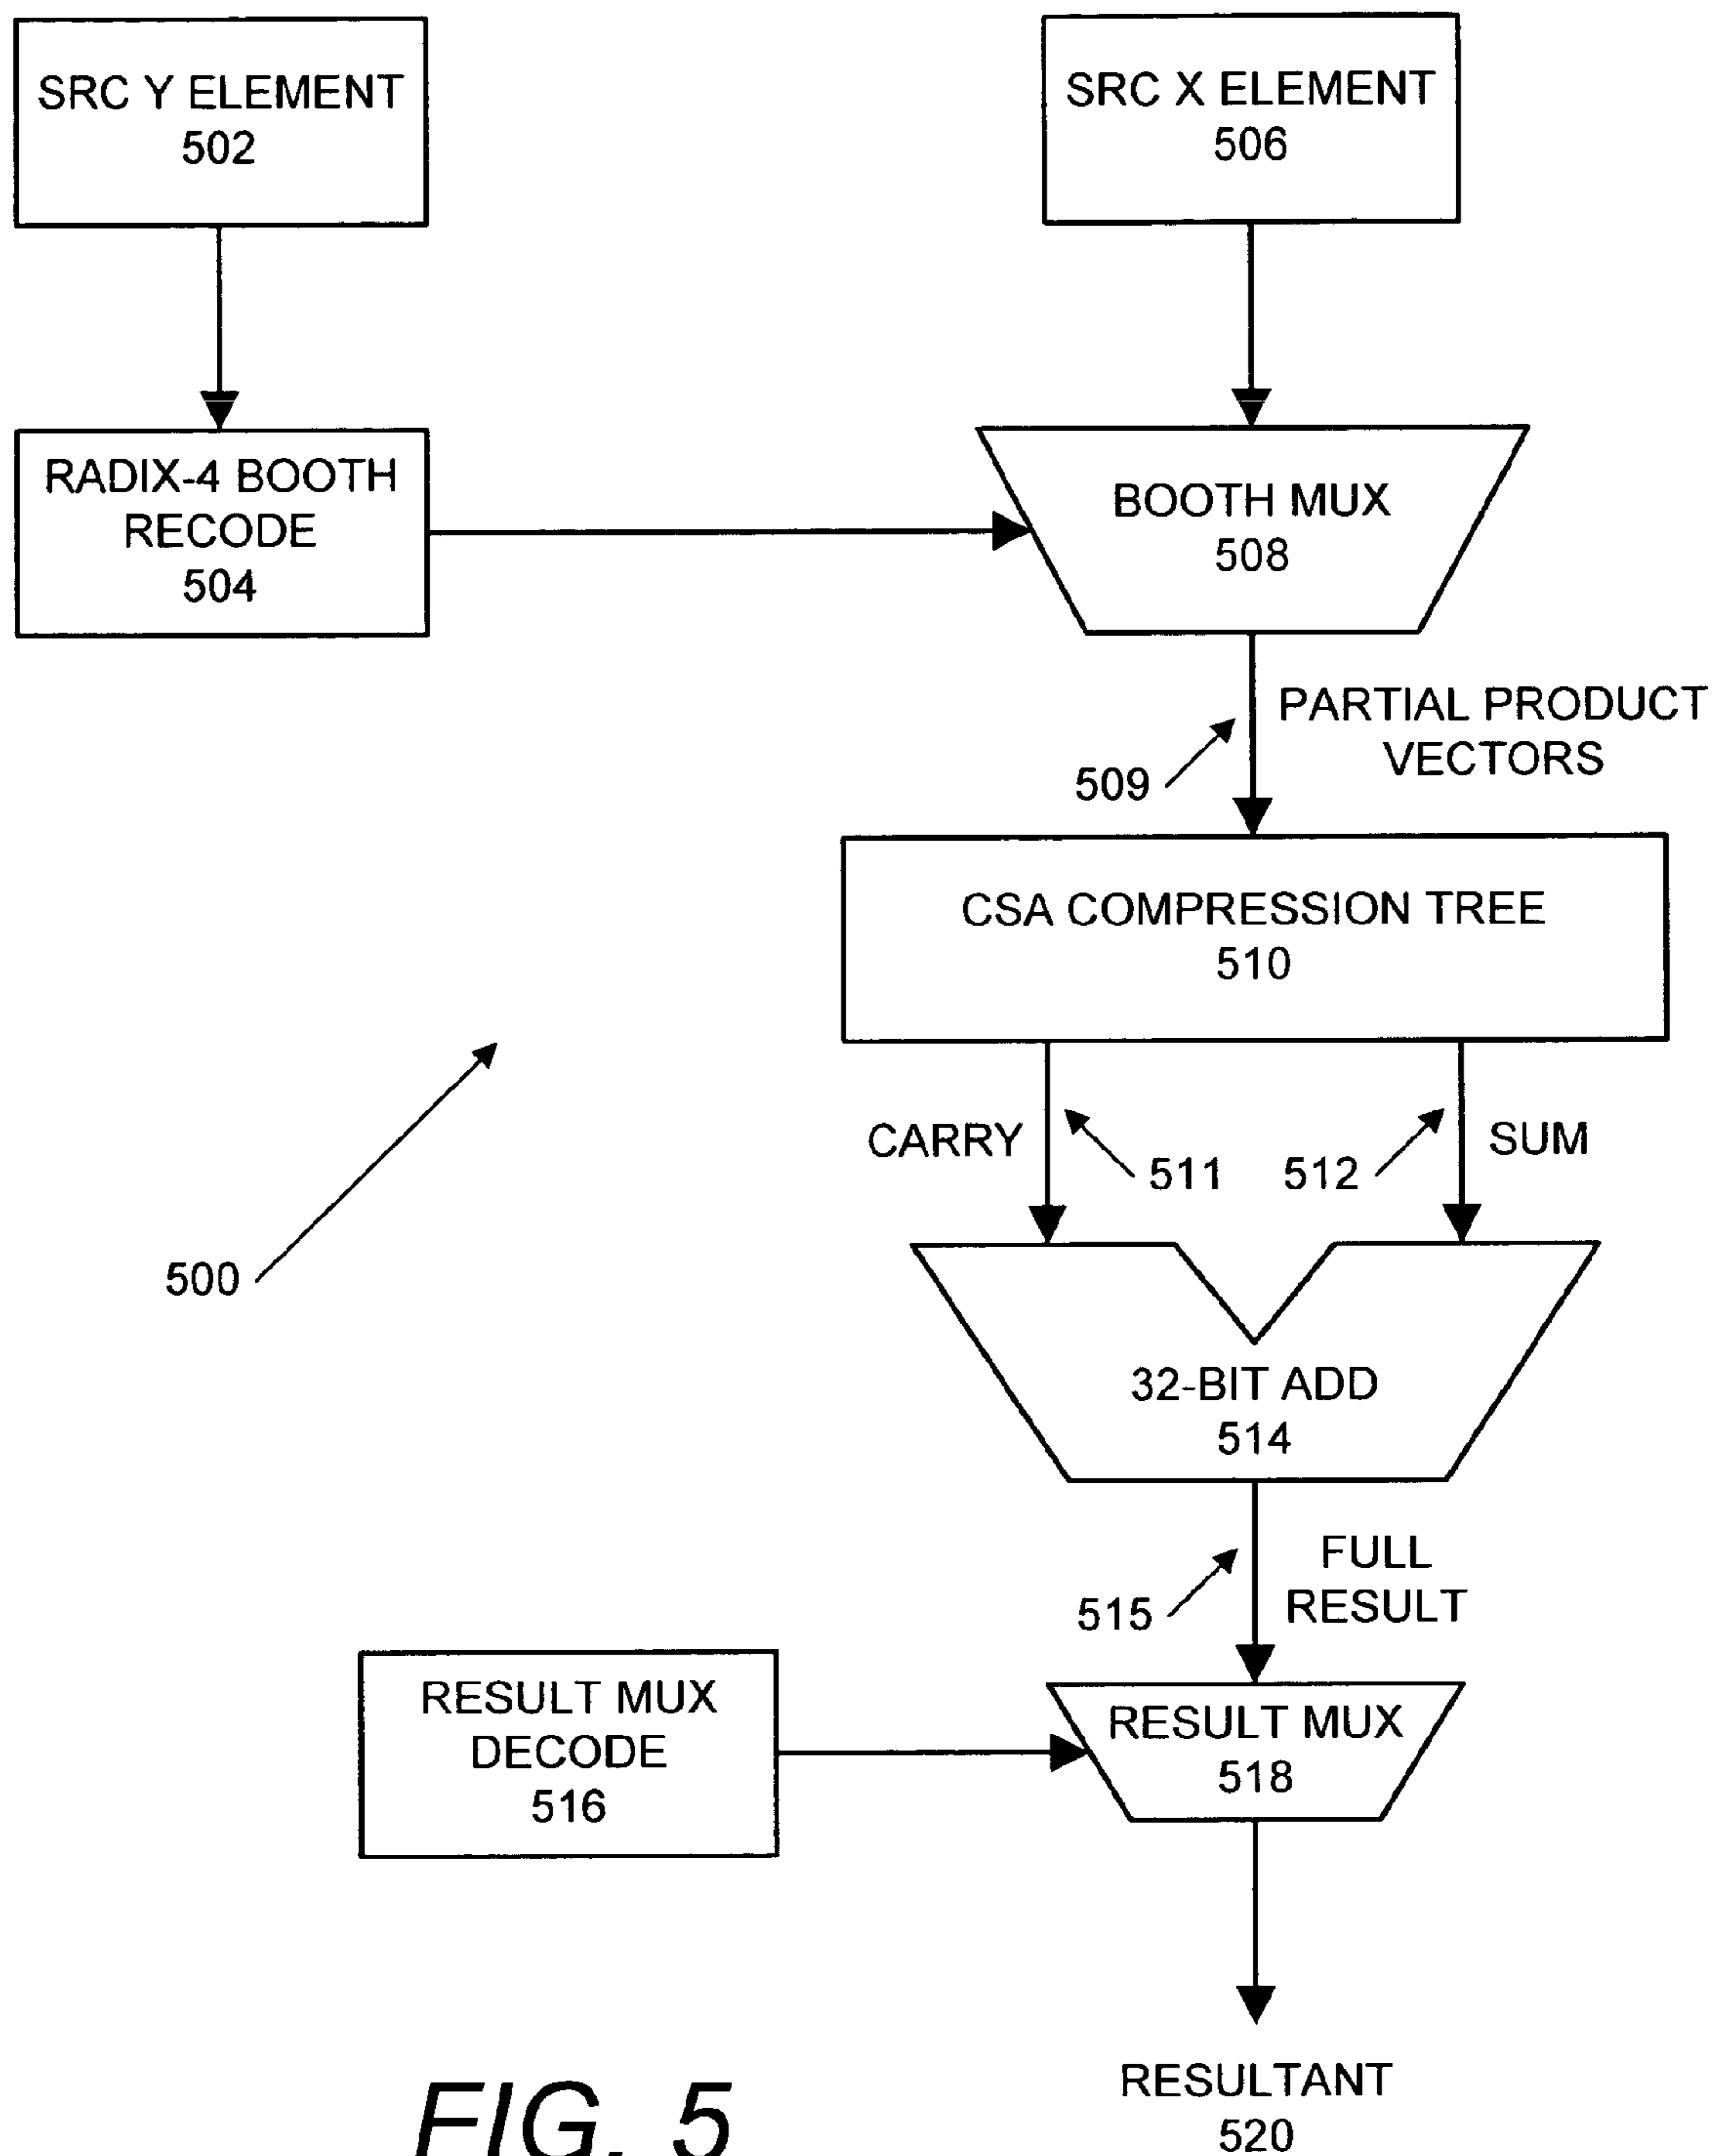 SRC Y ELEMENT
502
SRC X ELEMENT
506
RADIX-4 BOOTH
RECODE
504
BOOTH MUX
508
PARTIAL PRODUCT
VECTORS
509
CSA COMPRESSION TREE
510
CARRY
511
512
SUM
500
32-BIT ADD
514
FULL
RESULT
515
RESULT MUX
DECODE
516
RESULT MUX
518
RESULTANT
520
FIG. 5